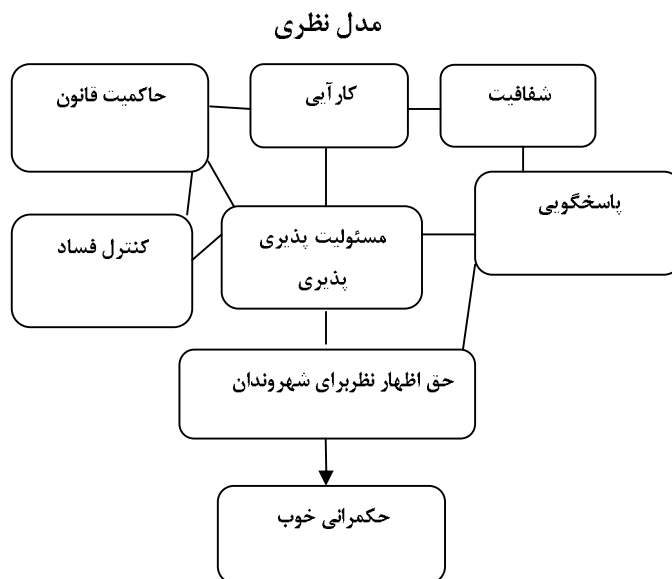 مدل نظری
شفافیت
کارآیی
حاکمیت قانون
پاسخگویی
مسئولیت پذیری
پذیری
کنترل فساد
حق اظهار نظربرای شهروندان
حکمرانی خوب